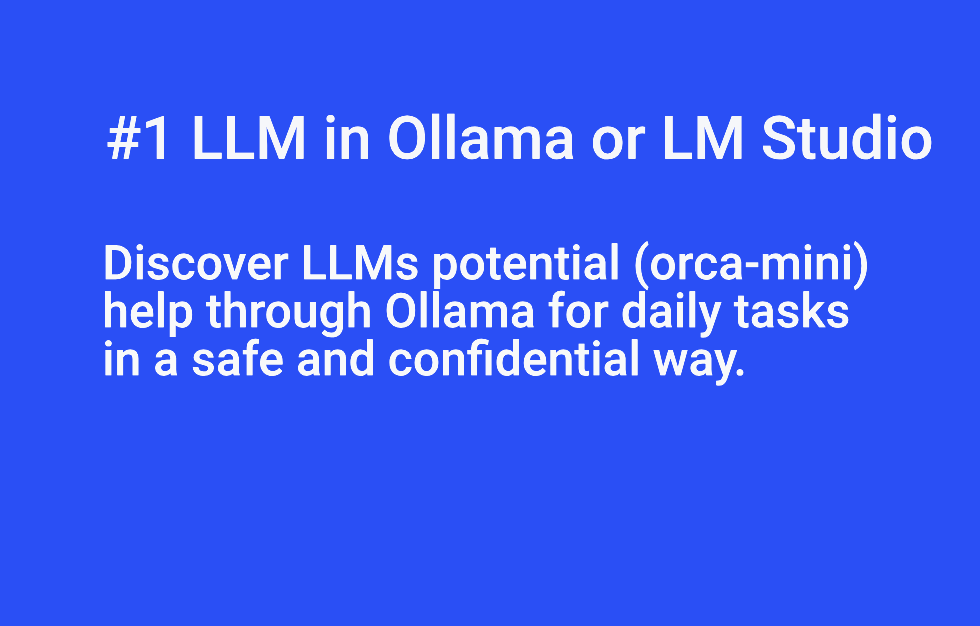 #1 LLM in Ollama or LM Studio
Discover LLMs potential (orca-mini)
help through Ollama for daily tasks
in a safe and confidential way.